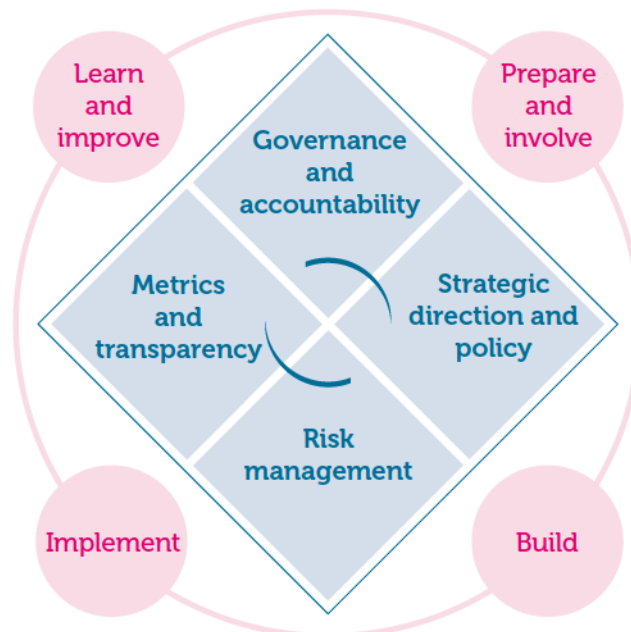 Learn
and
improve
Prepare
and
involve
Governance
and
accountability
Metrics
and
transparency
Strategic
direction and
policy
Risk
management
Implement
Build